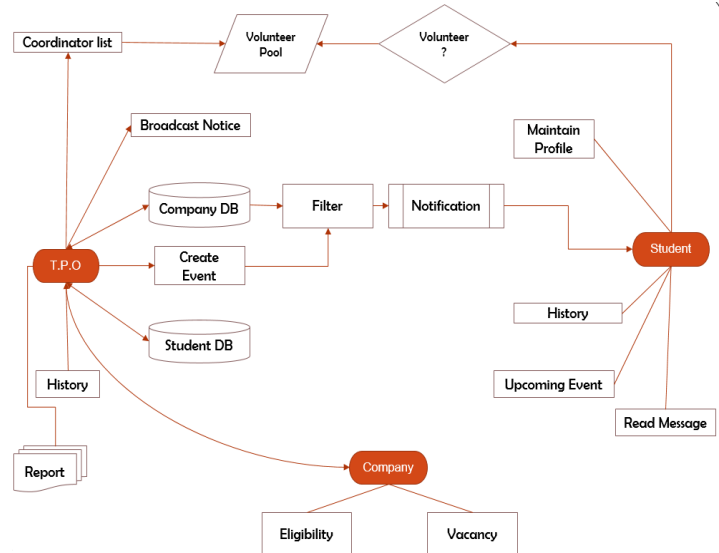 Coordinator list
Volunteer
Pool
Volunteer
?
Broadcast Notice
Maintain
Profile
Company DB
Filter
Notification
Student
T.P.O
Create
Event
History
Student DB
History
Upcoming Event
Read Message
Report
Company
Eligibility
Vacancy